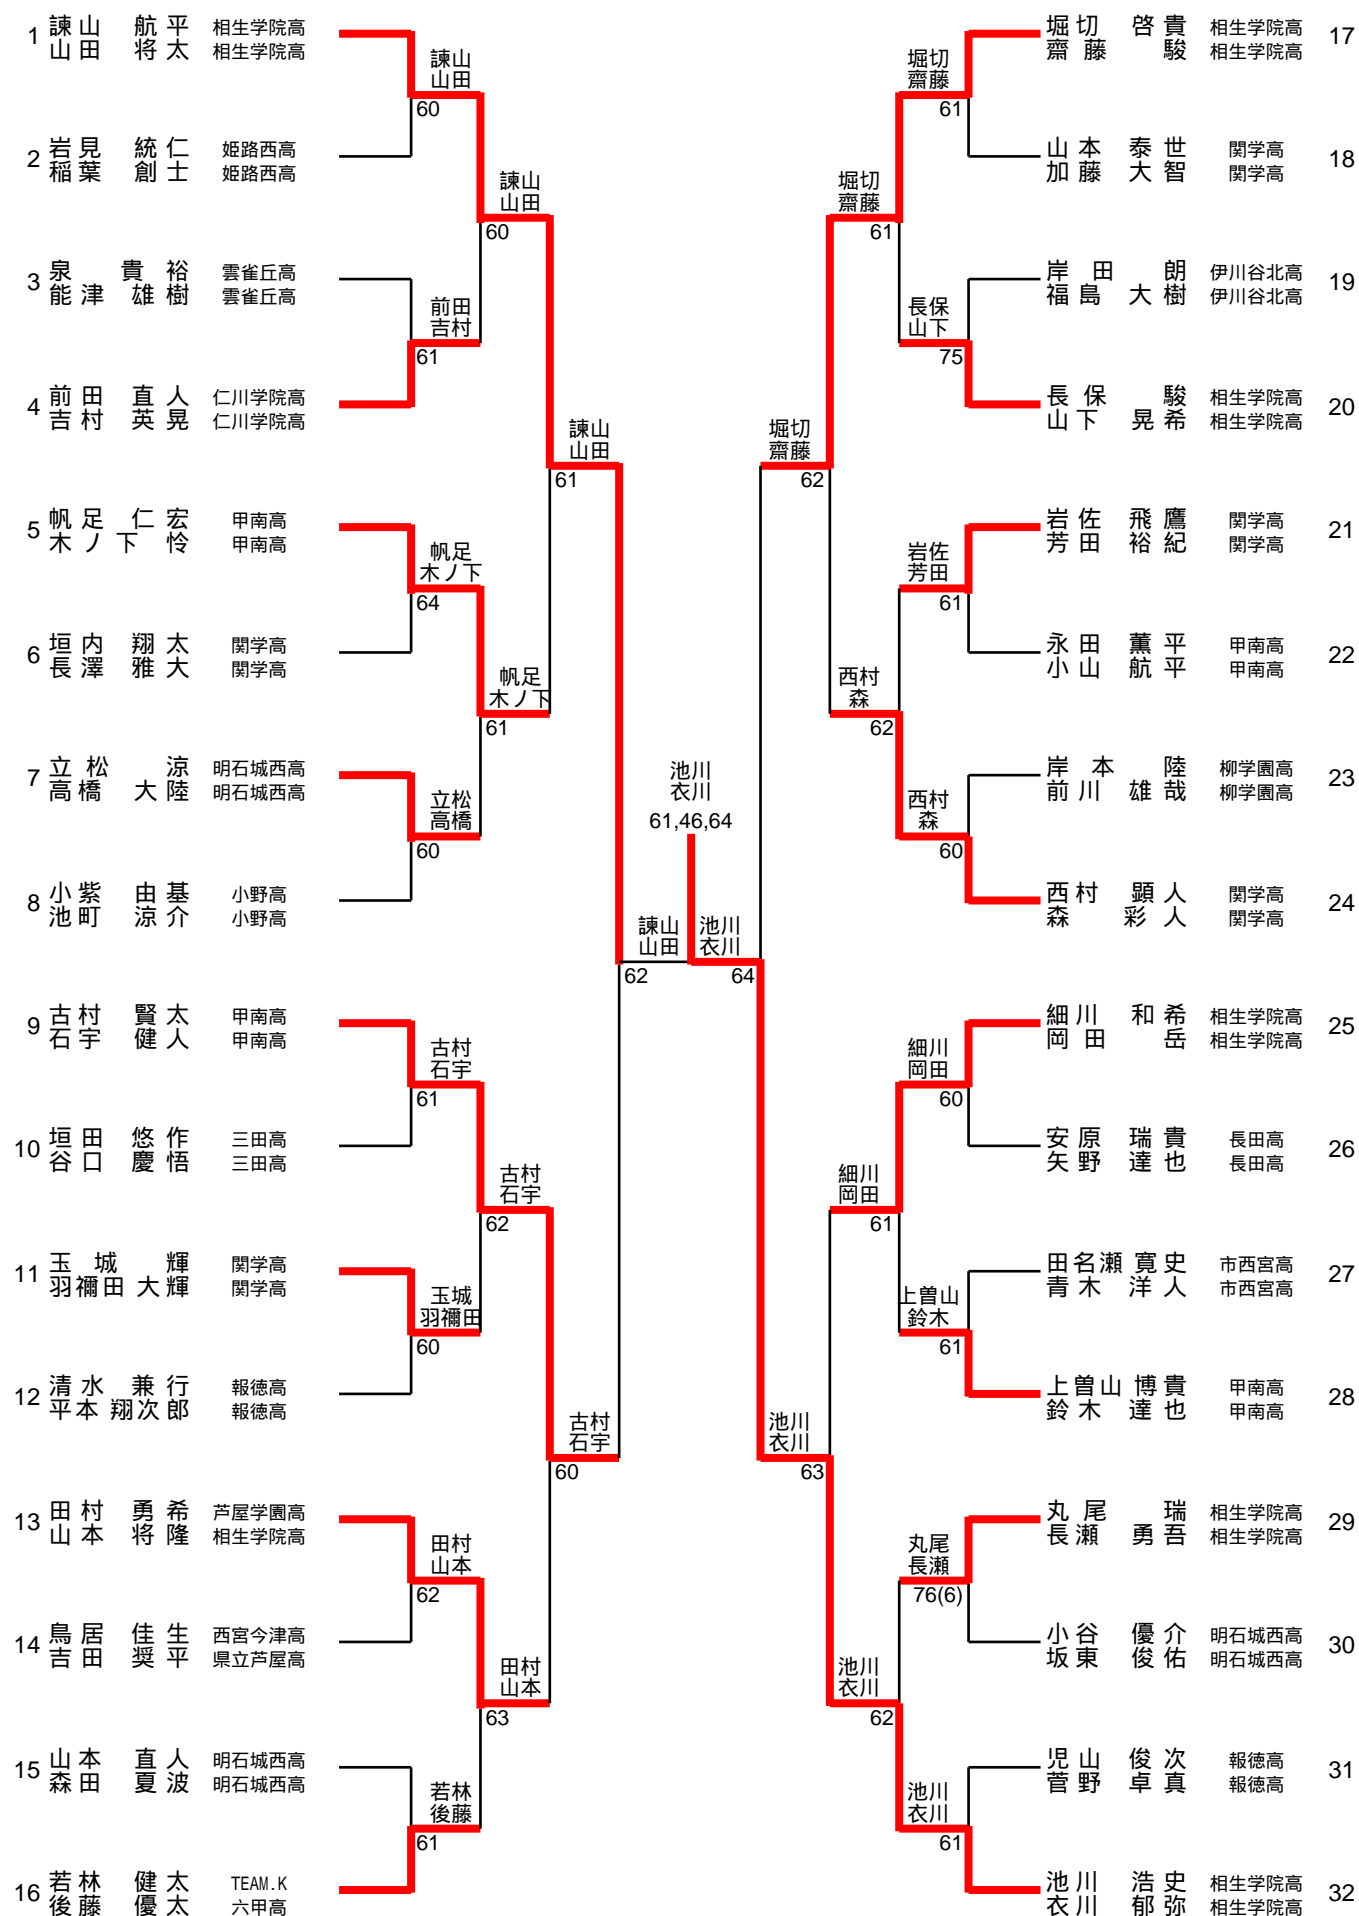 1 諫山 航平 相生学院高
山田 将太 相生学院高
2 岩見 統仁 姫路西高
稲葉 創士 姫路西高
3 泉 貴裕 雲雀丘高
能津 雄樹 雲雀丘高
4 前田 直人 仁川学院高
吉村 英晃 仁川学院高
5 帆足 仁宏 甲南高
木ノ下 怜 甲南高
6 垣内 翔太 関学高
長澤 雅大 関学高
7 立松 涼 明石城西高
高橋 大陸 明石城西高
8 小紫 由基 小野高
池町 涼介 小野高
9 古村 賢太 甲南高
石宇 健人 甲南高
10 垣田 悠作 三田高
谷口 慶悟 三田高
11 玉城 輝 関学高
羽禰田 大輝 関学高
12 清水 兼行 報徳高
平本 翔次郎 報徳高
13 田村 勇希 芦屋学園高
山本 将隆 相生学院高
14 鳥居 佳生 西宮今津高
吉田 奨平 県立芦屋高
15 山本 直人 明石城西高
森田 夏波 明石城西高
16 若林 健太 TEAM.K
後藤 優太 六甲高
諫山
山田
60
前田
吉村
61
帆足
木ノ下
64
立松
高橋
60
古村
石宇
61
玉城
羽禰田
60
田村
山本
62
若林
後藤
61
諫山
山田
60
帆足
木ノ下
61
古村
石宇
62
田村
山本
63
諫山
山田
61
古村
石宇
60
諫山
山田
62
池川
衣川
61,46,64
池川
衣川
64
堀切
齋藤
62
池川
衣川
63
堀切
齋藤
61
西村
森
62
細川
岡田
61
池川
衣川
62
堀切
齋藤
61
長保
山下
75
岩佐
芳田
61
西村
森
60
細川
岡田
60
上曽山
鈴木
61
丸尾
長瀬
76(6)
池川
衣川
61
堀切 啓貴 相生学院高 17
齋藤 駿 相生学院高
山本 泰世 関学高 18
加藤 大智 関学高
岸田 朗 伊川谷北高 19
福島 大樹 伊川谷北高
長保 駿 相生学院高 20
山下 晃希 相生学院高
岩佐 飛鷹 関学高 21
芳田 裕紀 関学高
永田 薫平 甲南高 22
小山 航平 甲南高
岸本 陸 柳学園高 23
前川 雄哉 柳学園高
西村 顕人 関学高 24
森 彩人 関学高
細川 和希 相生学院高 25
岡田 岳 相生学院高
安原 瑞貴 長田高 26
矢野 達也 長田高
田名瀬 寛史 市西宮高 27
青木 洋人 市西宮高
上曽山 博貴 甲南高 28
鈴木 達也 甲南高
丸尾 瑞 相生学院高 29
長瀬 勇吾 相生学院高
小谷 優介 明石城西高 30
坂東 俊佑 明石城西高
児山 俊次 報徳高 31
菅野 卓真 報徳高
池川 浩史 相生学院高 32
衣川 郁弥 相生学院高